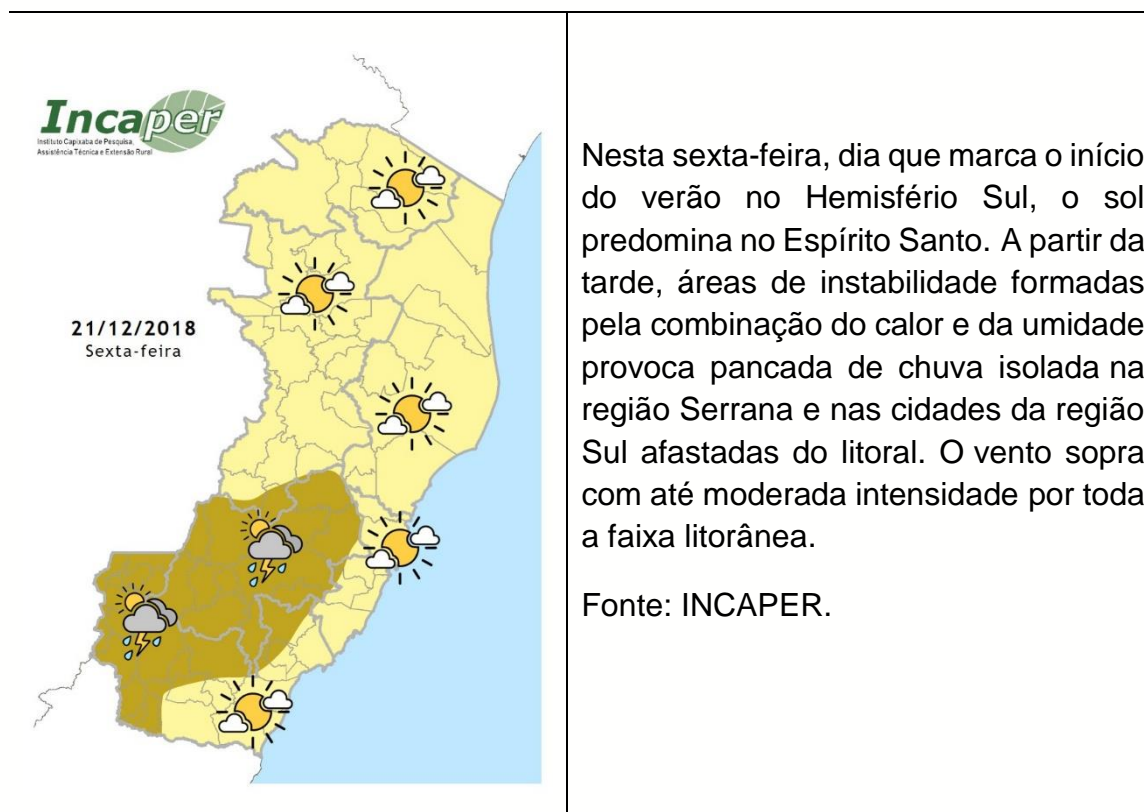 Incaper
Instituto Capixaba de Pesquisa,
Assistência Técnica e Extensão Rural
21/12/2018
Sexta-feira
Nesta sexta-feira, dia que marca o início
do verão no Hemisfério Sul, o sol
predomina no Espírito Santo. A partir da
tarde, áreas de instabilidade formadas
pela combinação do calor e da umidade
provoca pancada de chuva isolada na
região Serrana e nas cidades da região
Sul afastadas do litoral. O vento sopra
com até moderada intensidade por toda
a faixa litorânea.
Fonte: INCAPER.